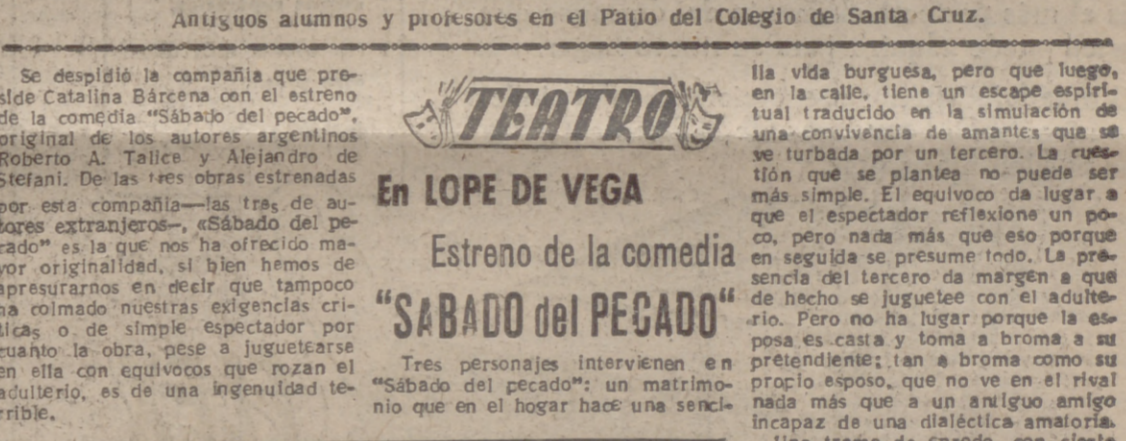 Antiguos alumnos y profesores en el Patio del Colegio de Santa Cruz.
Se despidió la compañia que pre-
side Catalina Bárcena con el estreno
de la comedia "Sábado del pecado",
original de los autores argentinos
Roberto A. Talice y Alejandro de
Stefani. De las tres obras estrenadas
por esta compañía—las tres de au-
tores extranjeros—, «Sábado del pe-
cado" es la que nos ha ofrecido ma-
yor originalidad, si bien hemos de
apresurarnos en decir que tampoco
ha colmado nuestras exigencias cri-
ticas o de simple espectador por
cuanto la obra, pese a juguetearse
en ella con equivocos que rozan el
adulterio, es de una ingenuidad te-
rrible.
TEATRO
En LOPE DE VEGA
Estreno de la comedia
"SABADO del PECADO"
Tres personajes intervienen en
"Sábado del pecado": un matrimo-
nio que en el hogar hace una senci-
lla vida burguesa, pero que luego,
en la calle, tiene un escape espiri-
tual traducido en la simulación de
una convivencia de amantes que se
ve turbada por un tercero. La cues-
tión que se plantea no puede ser
más simple. El equivoco da lugar a
que el espectador reflexione un po-
co, pero nada más que eso porque
en seguida se presume todo. La pre-
sencia del tercero da margen a que
de hecho se juguetee con el adulte-
rio. Pero no ha lugar porque la es-
posa es casta y toma a broma a su
pretendiente; tan a broma como su
propio esposo, que no ve en el rival
nada más que a un antiguo amigo
incapaz de una dialéctica amatoria.